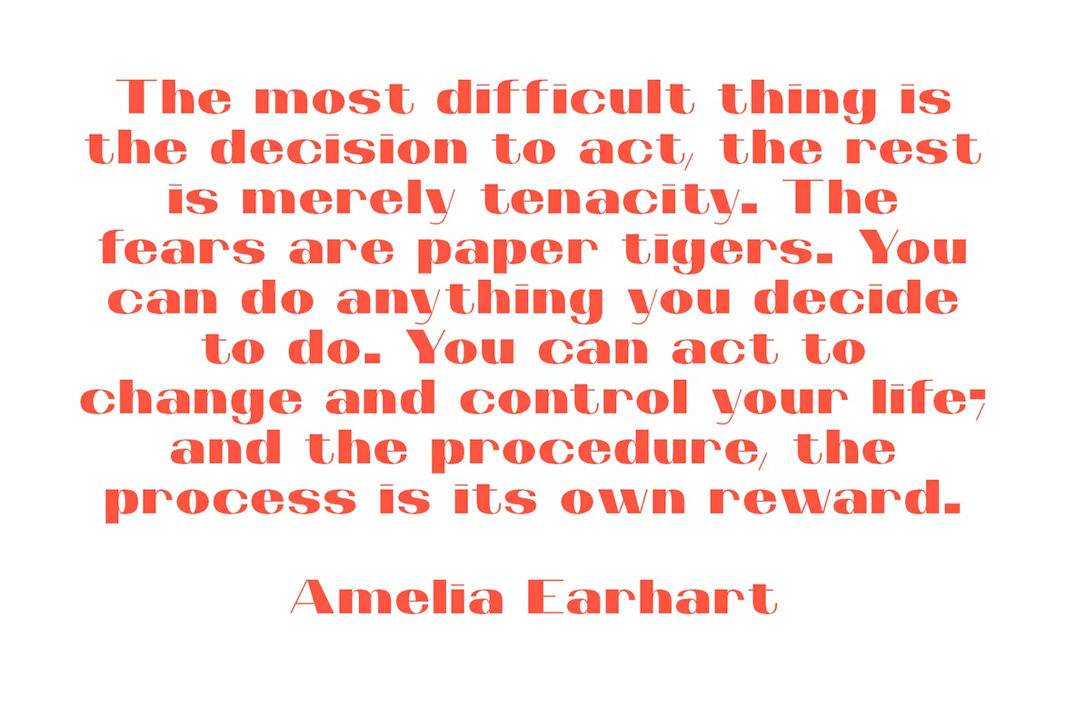 The most difficult thing is
the decision to act, the rest
is merely tenacity. The
fears are paper tigers. You
can do anything you decide
to do. You can act to
change and control your life;
and the procedure, the
process is its own reward.
Amelia Earhart